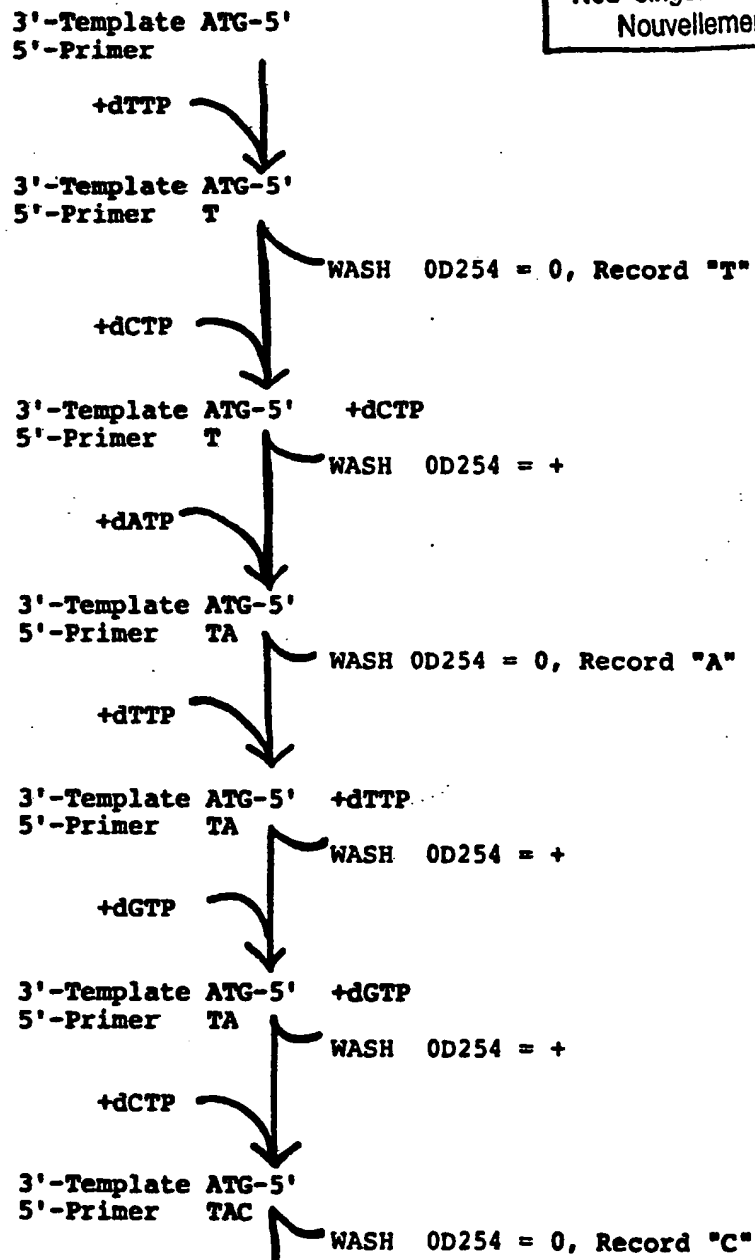 Nouvellemen
3'-Template ATG-5'
5'-Primer
+dTTP
3'-Template ATG-5'
5'-Primer T
WASH OD254 = 0, Record "T"
+dCTP
3'-Template ATG-5' +dCTP
5'-Primer T
WASH OD254 = +
+dATP
3'-Template ATG-5'
5'-Primer TA
WASH OD254 = 0, Record "A"
+dTTP
3'-Template ATG-5' +dTTP
5'-Primer TA
WASH OD254 = +
+dGTP
3'-Template ATG-5' +dGTP
5'-Primer TA
WASH OD254 = +
+dCTP
3'-Template ATG-5'
5'-Primer TAC
WASH OD254 = 0, Record "C"